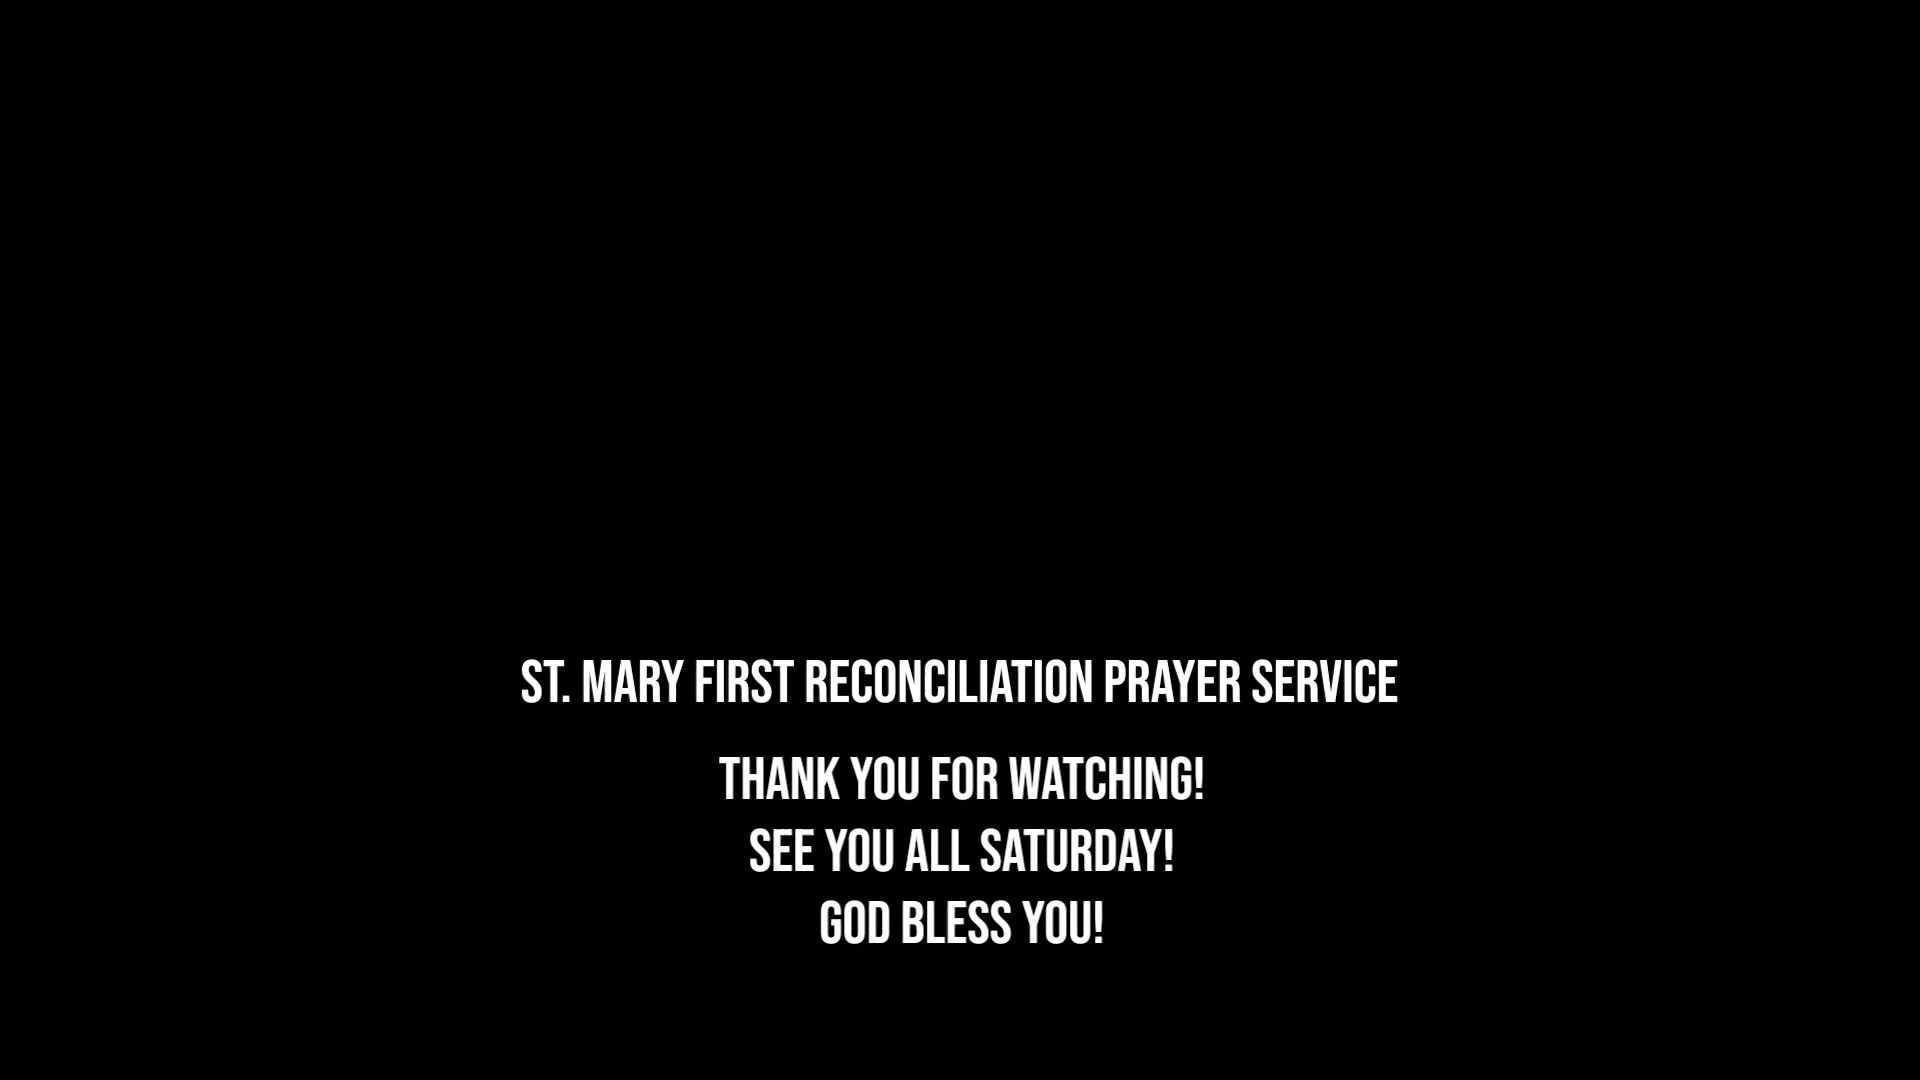 ST. MARY FIRST RECONCILIATION PRAYER SERVICE
THANK YOU FOR WATCHING!
SEE YOU ALL SATURDAY!
GOD BLESS YOU!